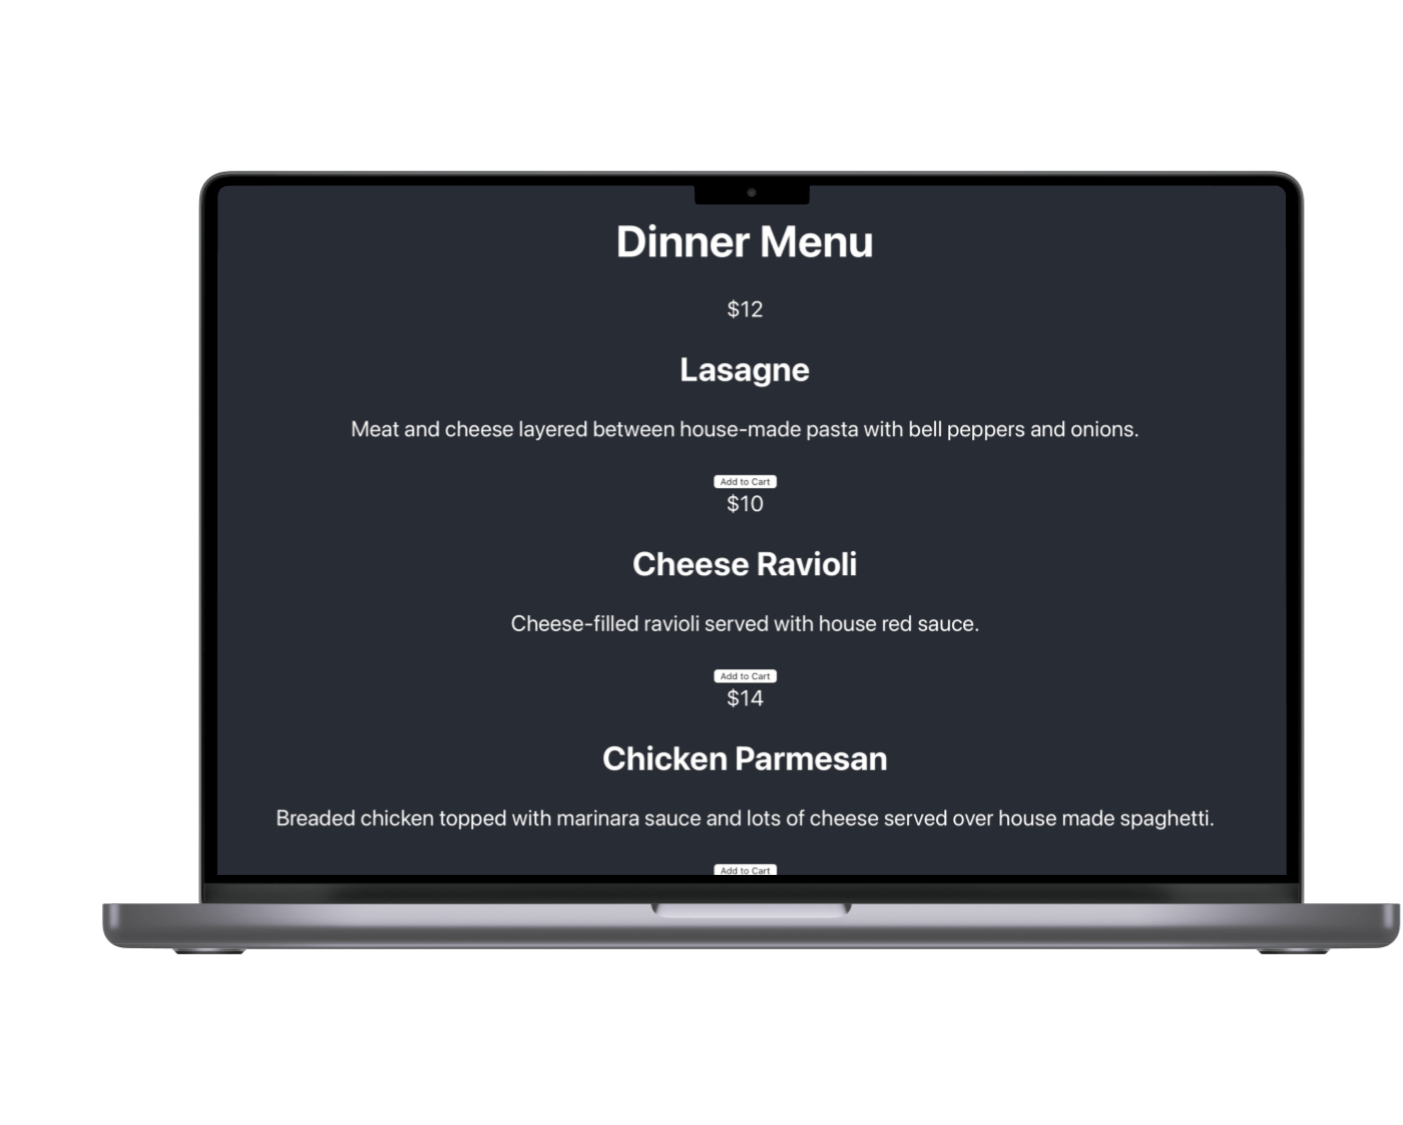 Dinner Menu
$12
Lasagne
Meat and cheese layered between house-made pasta with bell peppers and onions.
Add to Cart
$10
Cheese Ravioli
Cheese-filled ravioli served with house red sauce.
Add to Cart
$14
Chicken Parmesan
Breaded chicken topped with marinara sauce and lots of cheese served over house made spaghetti.
Add to Cart